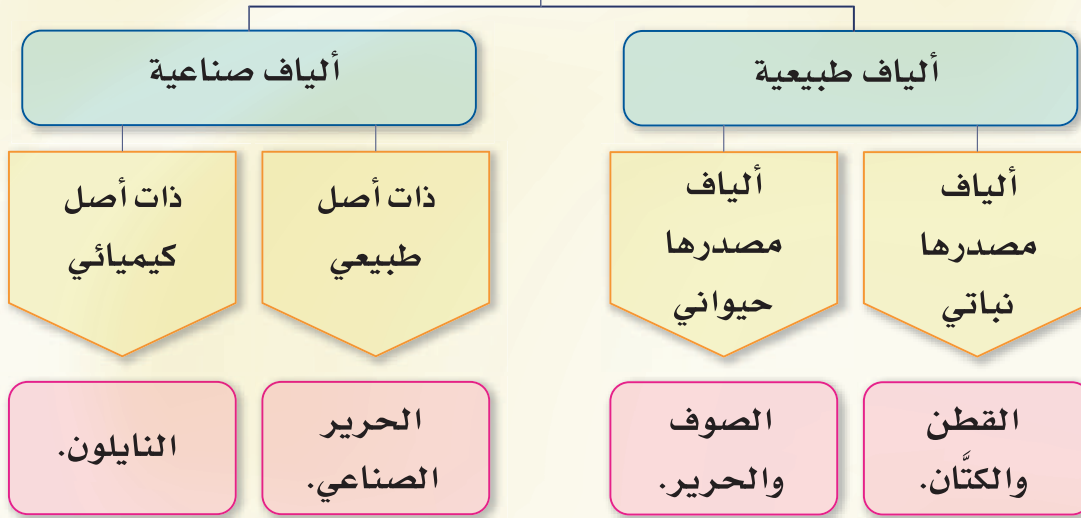 ألياف طبيعية
ألياف
مصدرها
نباتي
القطن
والكتَّان.
ألياف
مصدرها
حيواني
الصوف
والحرير.
ألياف صناعية
ذات أصل
طبيعي
الحرير
الصناعي.
ذات أصل
كيميائي
النايلون.